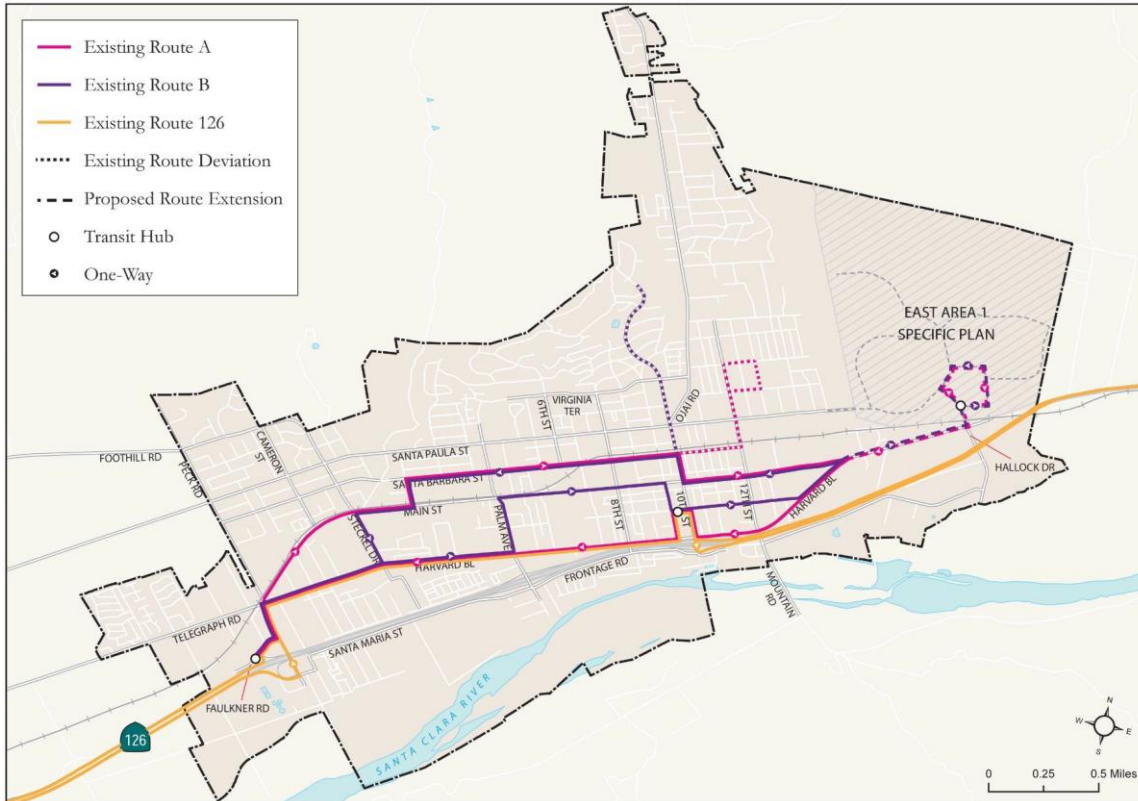 Existing Route A
Existing Route B
Existing Route 126
Existing Route Deviation
Proposed Route Extension
Transit Hub
One-Way
EAST AREA 1
SPECIFIC PLAN
OJAI RD
VIRGINIA
TER
6TH ST
CAMERON
ST
FOOTHILL RD
PECK RD
SANTA PAULA ST
SANTA BARBARA ST
MAIN ST
HALLOCK DR
STECKEL DR
PALM AVE
8TH ST
10TH ST
12TH ST
HARVARD BL
HARVARD BL
FRONTAGE RD
MOUNTAIN
RD
TELEGRAPH RD
SANTA MARIA ST
FAULKNER RD
126
SANTA CLARA RIVER
N
W
E
S
0 0.25 0.5 Miles